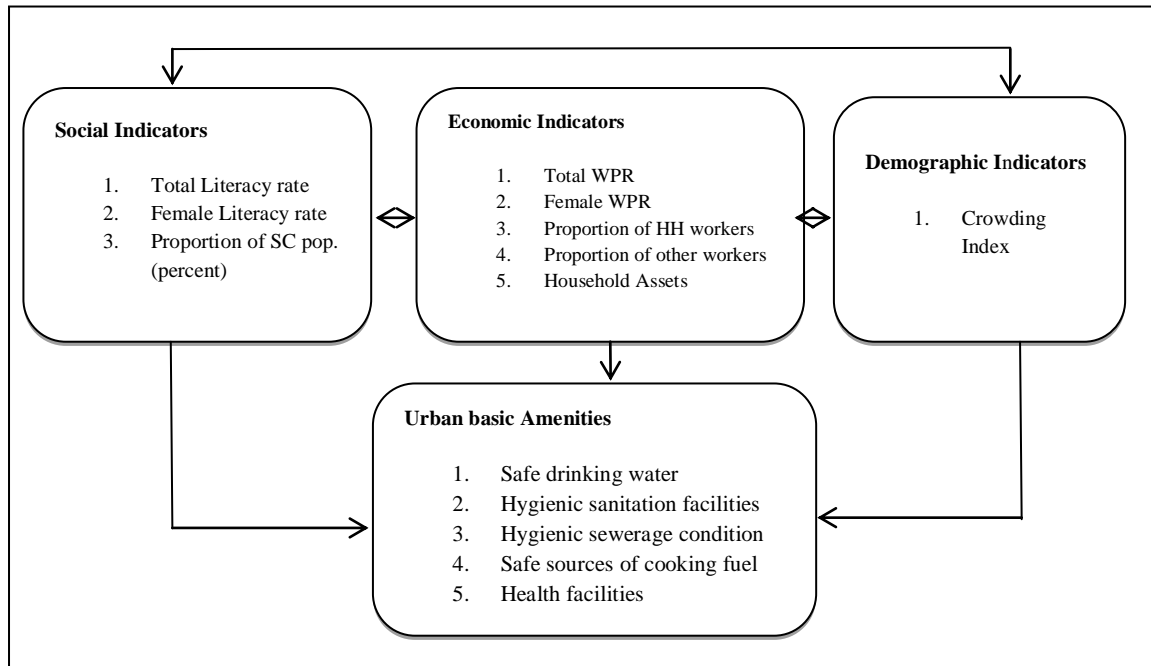 Social Indicators
1. Total Literacy rate
2. Female Literacy rate
3. Proportion of SC pop.
(percent)
Economic Indicators
1. Total WPR
2. Female WPR
3. Proportion of HH workers
4. Proportion of other workers
5. Household Assets
Demographic Indicators
1. Crowding
Index
Urban basic Amenities
1. Safe drinking water
2. Hygienic sanitation facilities
3. Hygienic sewerage condition
4. Safe sources of cooking fuel
5. Health facilities